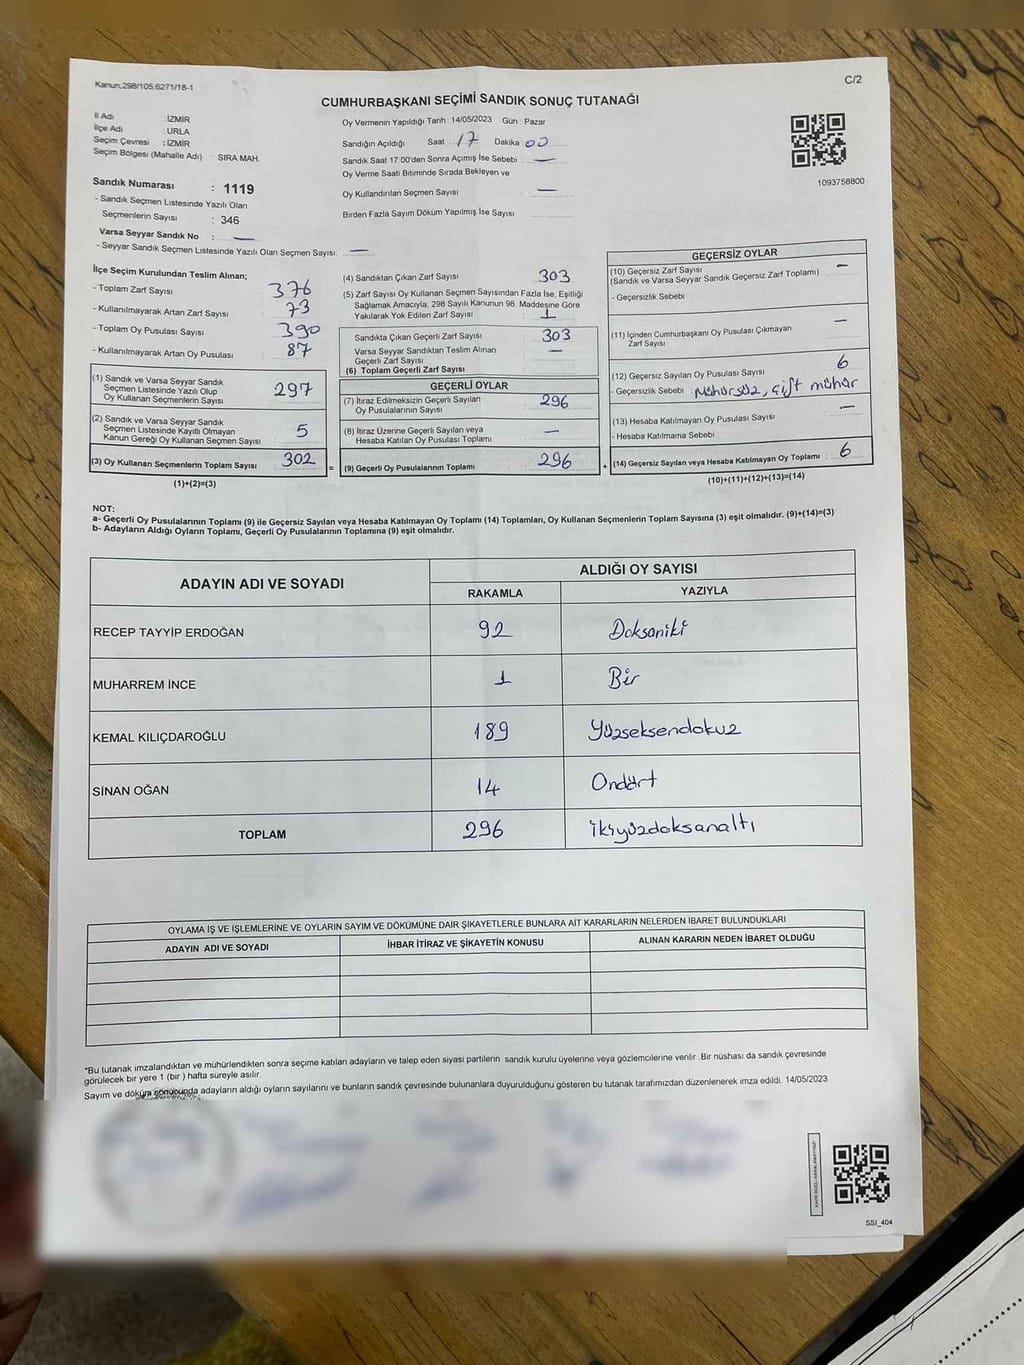 Kanun;298/105;6271/18-1
C/2
CUMHURBAŞKANI SEÇİMİ SANDIK SONUÇ TUTANAĞI
İl Adı : İZMİR
İlçe Adı : URLA
Seçim Çevresi : İZMİR
Seçim Bölgesi (Mahalle Adı) : SIRA MAH.
Sandık Numarası : 1119
- Sandık Seçmen Listesinde Yazılı Olan
Seçmenlerin Sayısı : 346
Varsa Seyyar Sandık No : —
- Seyyar Sandık Seçmen Listesinde Yazılı Olan Seçmen Sayısı: —
Oy Vermenin Yapıldığı Tarih : 14/05/2023 Gün : Pazar
Sandığın Açıldığı Saat 17 Dakika 00
Sandık Saat 17:00'den Sonra Açımış İse Sebebi : —
Oy Verme Saati Bitiminde Sırada Bekleyen ve
Oy Kullandırılan Seçmen Sayısı : —
Birden Fazla Sayım Döküm Yapılmış İse Sayısı :
1093758800
İlçe Seçim Kurulundan Teslim Alınan;
- Toplam Zarf Sayısı : 376
- Kullanılmayarak Artan Zarf Sayısı : 73
- Toplam Oy Pusulası Sayısı : 390
- Kullanılmayarak Artan Oy Pusulası : 87
(1) Sandık ve Varsa Seyyar Sandık
Seçmen Listesinde Yazılı Olup
Oy Kullanan Seçmenlerin Sayısı : 297
(2) Sandık ve Varsa Seyyar Sandık
Seçmen Listesinde Kayıtlı Olmayan
Kanun Gereği Oy Kullanan Seçmen Sayısı : 5
(3) Oy Kullanan Seçmenlerin Toplam Sayısı : 302
(1)+(2)=(3)
(4) Sandıktan Çıkan Zarf Sayısı : 303
(5) Zarf Sayısı Oy Kullanan Seçmen Sayısından Fazla İse, Eşitliği
Sağlamak Amacıyla, 298 Sayılı Kanunun 98. Maddesine Göre
Yakılarak Yok Edilen Zarf Sayısı : 1
Sandıkta Çıkan Geçerli Zarf Sayısı : 303
Varsa Seyyar Sandıktan Teslim Alınan
Geçerli Zarf Sayısı : —
(6) Toplam Geçerli Zarf Sayısı
GEÇERLİ OYLAR
(7) İtiraz Edilmeksizin Geçerli Sayılan
Oy Pusulalarının Sayısı : 296
(8) İtiraz Üzerine Geçerli Sayılan veya
Hesaba Katılan Oy Pusulası Toplamı : —
= (9) Geçerli Oy Pusulalarının Toplamı : 296
GEÇERSİZ OYLAR
(10) Geçersiz Zarf Sayısı : —
(Sandık ve Varsa Seyyar Sandık Geçersiz Zarf Toplamı)
- Geçersizlik Sebebi :
(11) İçinden Cumhurbaşkanı Oy Pusulası Çıkmayan
Zarf Sayısı : —
(12) Geçersiz Sayılan Oy Pusulası Sayısı : 6
- Geçersizlik Sebebi : Mühürsüz, çift mühür
(13) Hesaba Katılmayan Oy Pusulası Sayısı : —
- Hesaba Katılmama Sebebi :
+ (14) Geçersiz Sayılan veya Hesaba Katılmayan Oy Toplamı : 6
(10)+(11)+(12)+(13)=(14)
NOT:
a- Geçerli Oy Pusulalarının Toplamı (9) ile Geçersiz Sayılan veya Hesaba Katılmayan Oy Toplamı (14) Toplamları, Oy Kullanan Seçmenlerin Toplam Sayısına (3) eşit olmalıdır. (9)+(14)=(3)
b- Adayların Aldığı Oyların Toplamı, Geçerli Oy Pusulalarının Toplamına (9) eşit olmalıdır.
ADAYIN ADI VE SOYADI ALDIĞI OY SAYISI
RAKAMLA YAZIYLA
RECEP TAYYİP ERDOĞAN 92 Doksaniki
MUHARREM İNCE 1 Bir
KEMAL KILIÇDAROĞLU 189 Yüzseksendokuz
SİNAN OĞAN 14 Ondört
TOPLAM 296 ikiyüzdoksanaltı
OYLAMA İŞ VE İŞLEMLERİNE VE OYLARIN SAYIM VE DÖKÜMÜNE DAİR ŞİKAYETLERLE BUNLARA AİT KARARLARIN NELERDEN İBARET BULUNDUKLARI
ADAYIN ADI VE SOYADI İHBAR İTİRAZ VE ŞİKAYETİN KONUSU ALINAN KARARIN NEDEN İBARET OLDUĞU
*Bu tutanak imzalandıktan ve mühürlendikten sonra seçime katılan adayların ve talep eden siyasi partilerin sandık kurulu üyelerine veya gözlemcilerine verilir. Bir nüshası da sandık çevresinde
görülecek bir yere 1 (bir ) hafta süreyle asılır.
Sayım ve döküm sonucunda adayların aldığı oyların sayılarını ve bunların sandık çevresinde bulunanlara duyurulduğunu gösteren bu tutanak tarafımızdan düzenlenerek imza edildi. 14/05/2023
SSI_404